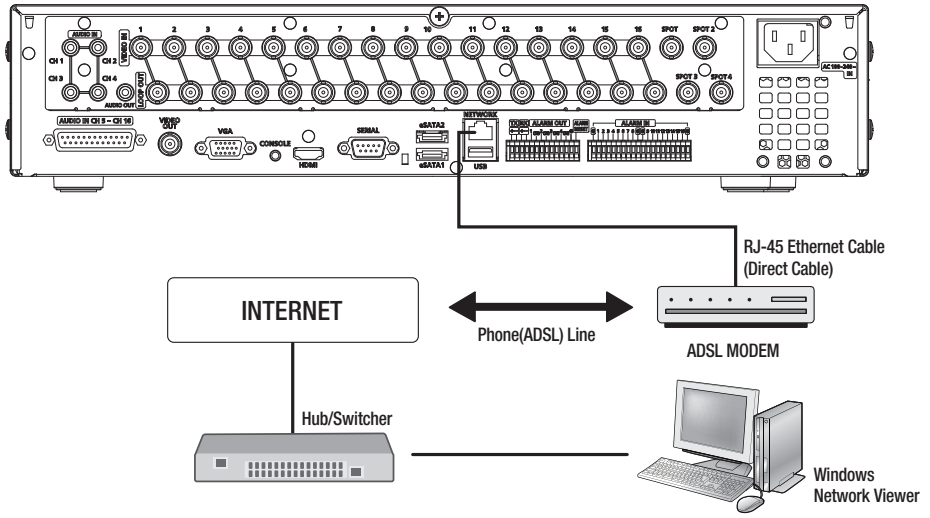 AUDIO IN
CH 1
CH 2
CH 3
CH 4
AUDIO OUT
VIDEO IN
LOOP OUT
1 2 3 4 5 6 7 8 9 10 11 12 13 14 15 16 SPOT SPOT 2
SPOT 3 SPOT 4
AUDIO IN CH 5 ~ CH 16
VIDEO OUT
VGA
CONSOLE
HDMI
SERIAL
eSATA2
eSATA1
NETWORK
USB
ALARM OUT
ALARM IN
RJ-45 Ethernet Cable
(Direct Cable)
INTERNET
Phone(ADSL) Line
ADSL MODEM
Hub/Switcher
Windows
Network Viewer